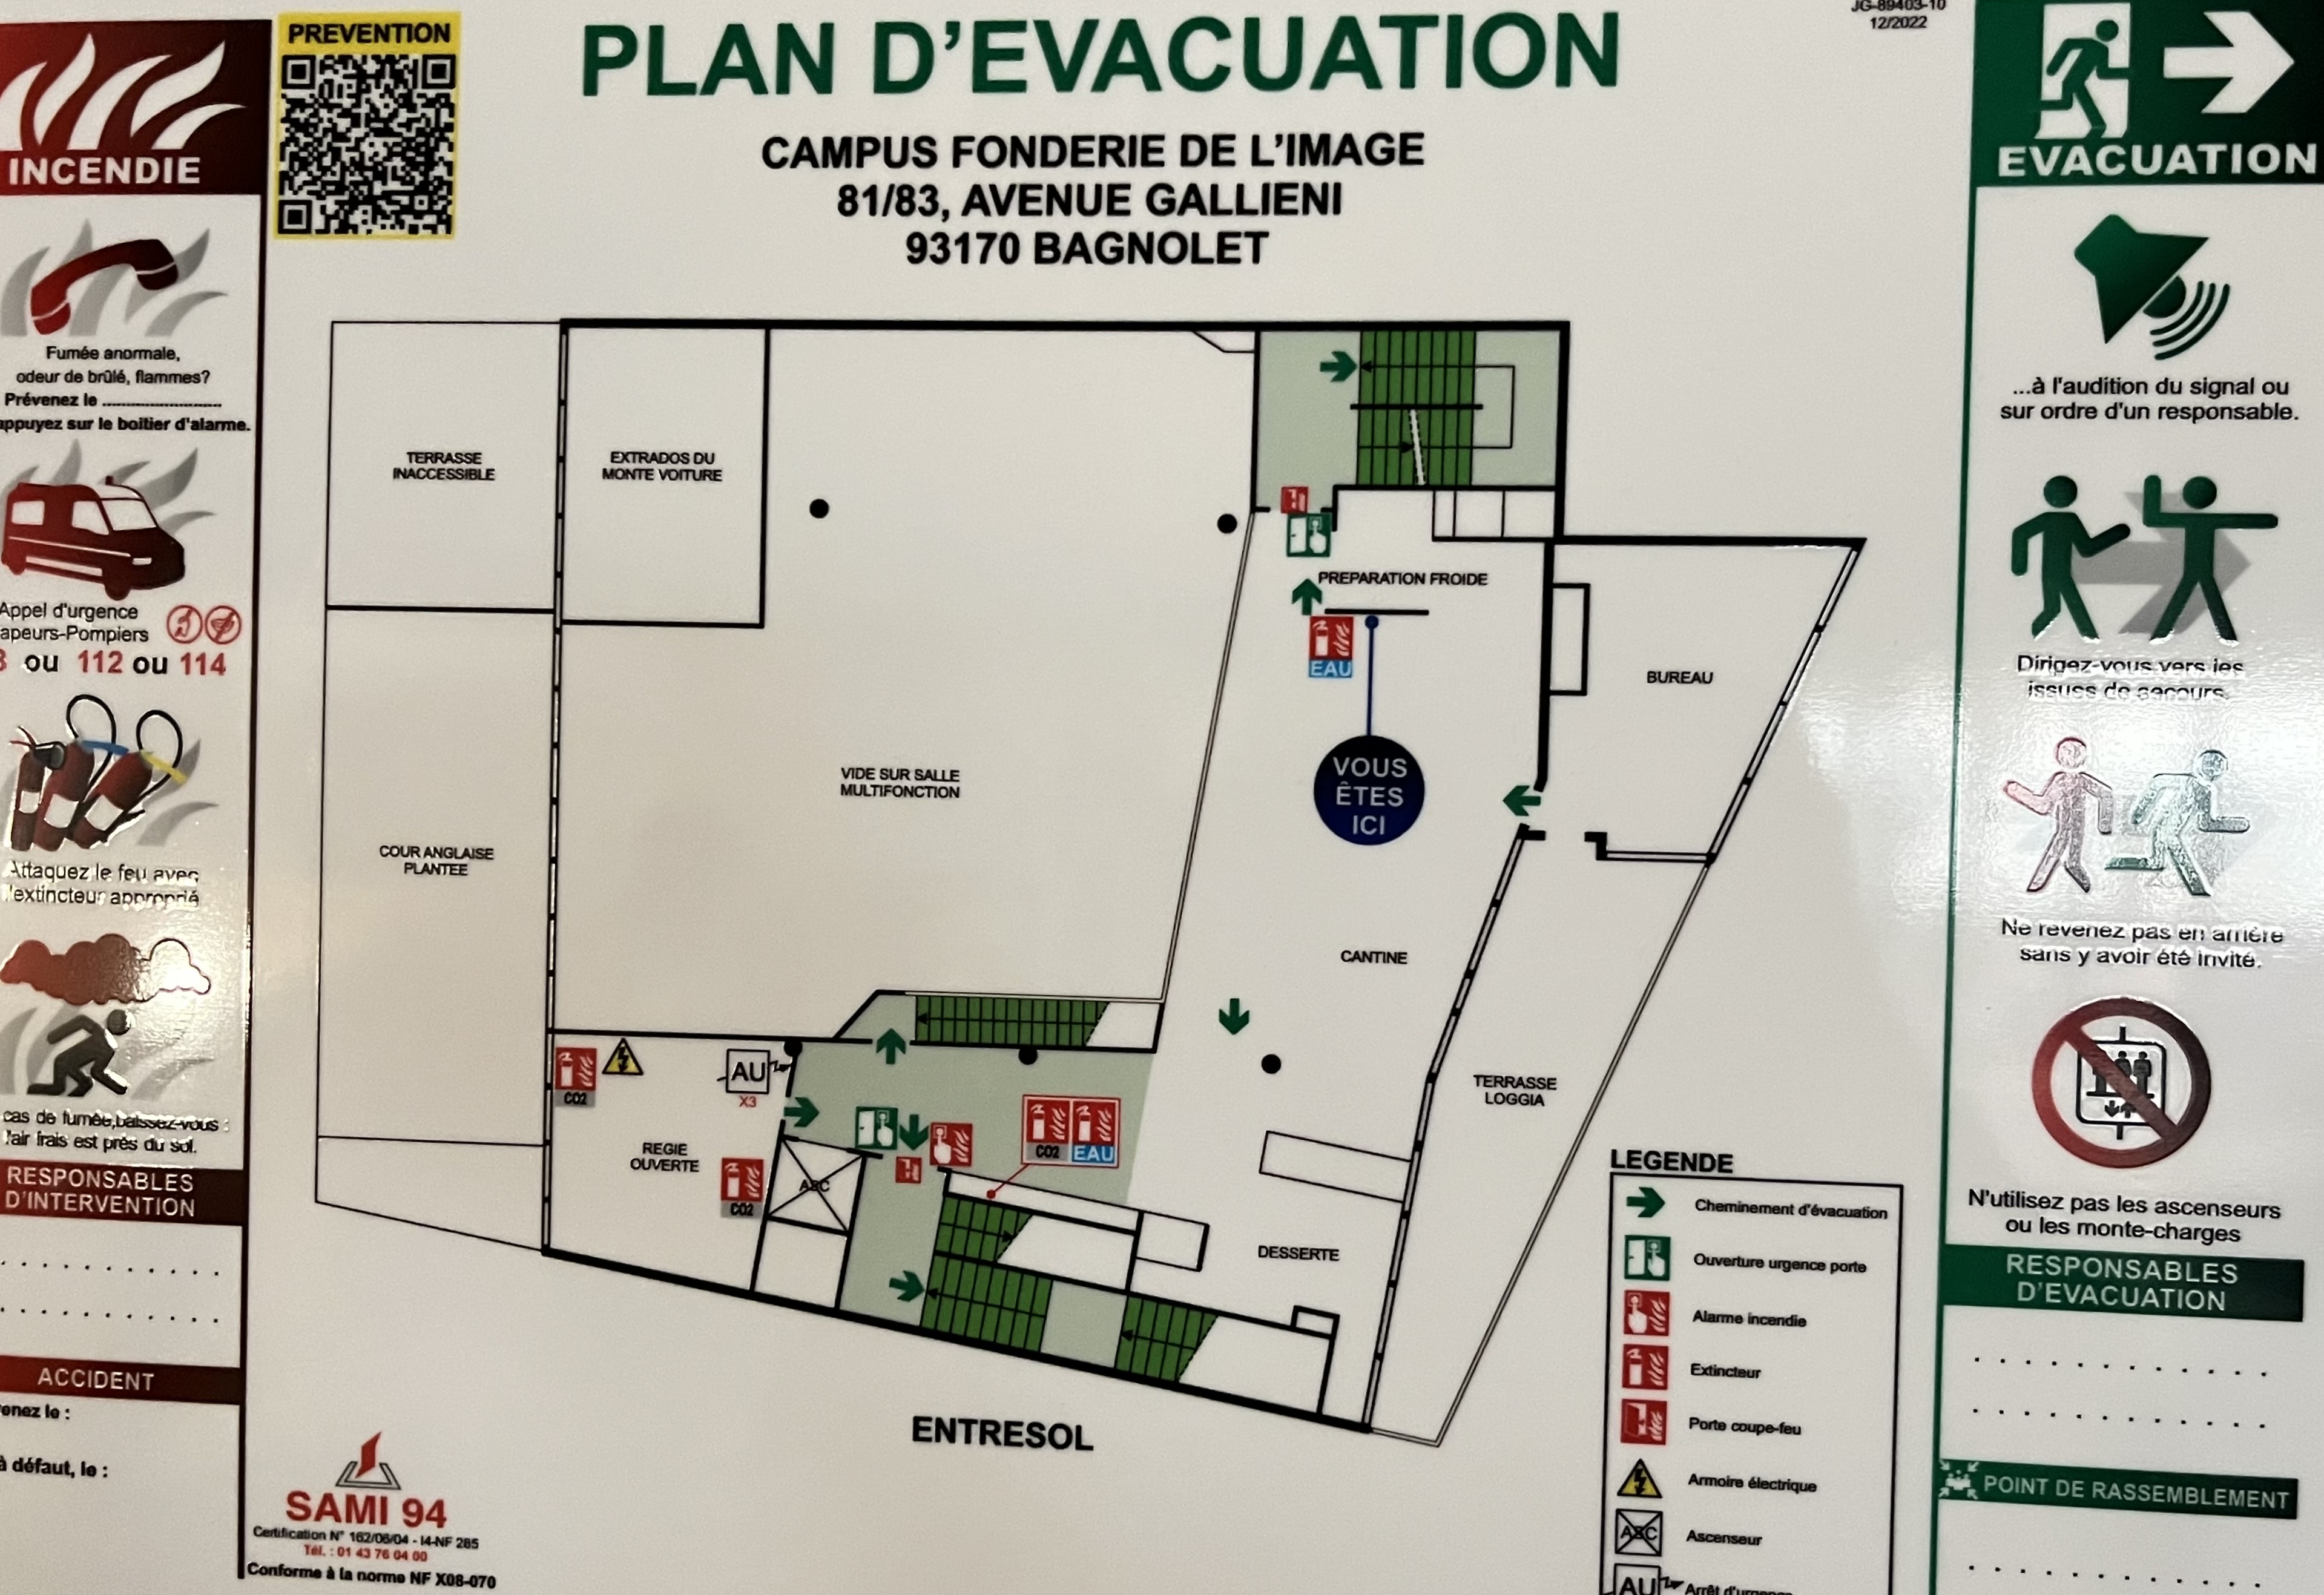 INCENDIE
Fumée anormale,
odeur de brûlé, flammes?
Prévenez le ........................
appuyez sur le boitier d'alarme.
Appel d'urgence
apeurs-Pompiers
ou 112 ou 114
Attaquez le feu avec
l'extincteur approprié
cas de fumée,baissez-vous :
l'air frais est près du sol.
RESPONSABLES
D'INTERVENTION
. . . . . . . . . . .
. . . . . . . . . . .
ACCIDENT
enez le :
à défaut, le :
PREVENTION
PLAN D'EVACUATION
CAMPUS FONDERIE DE L'IMAGE
81/83, AVENUE GALLIENI
93170 BAGNOLET
JG-89403-10
12/2022
TERRASSE
INACCESSIBLE
EXTRADOS DU
MONTE VOITURE
PREPARATION FROIDE
EAU
BUREAU
VOUS
ÊTES
ICI
VIDE SUR SALLE
MULTIFONCTION
COUR ANGLAISE
PLANTEE
CANTINE
TERRASSE
LOGGIA
CO2
AU
X3
REGIE
OUVERTE
CO2
ASC
CO2
EAU
DESSERTE
ENTRESOL
SAMI 94
Certification N° 162/06/04 - I4-NF 285
Tél. : 01 43 76 04 00
Conforme à la norme NF X08-070
LEGENDE
Cheminement d'évacuation
Ouverture urgence porte
Alarme incendie
Extincteur
Porte coupe-feu
Armoire électrique
ASC Ascenseur
AU Arrêt d'urgence
EVACUATION
...à l'audition du signal ou
sur ordre d'un responsable.
Dirigez-vous vers les
issues de secours.
Ne revenez pas en arrière
sans y avoir été invité.
N'utilisez pas les ascenseurs
ou les monte-charges
RESPONSABLES
D'EVACUATION
. . . . . . . . . . . .
. . . . . . . . . . . .
POINT DE RASSEMBLEMENT
. . . . . . . . . . . .